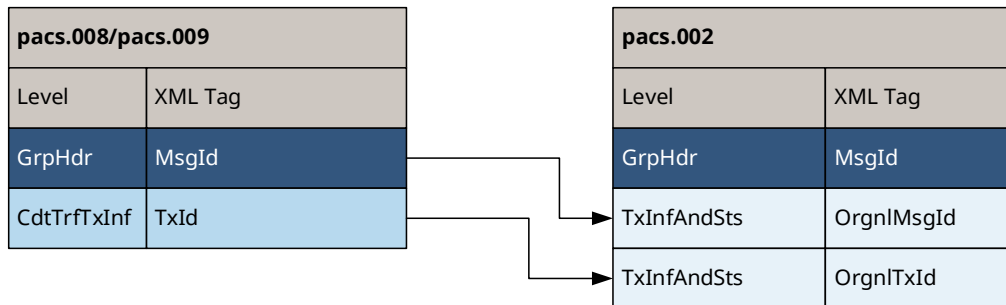 pacs.008/pacs.009
Level XML Tag
GrpHdr MsgId
CdtTrfTxInf TxId
pacs.002
Level XML Tag
GrpHdr MsgId
TxInfAndSts OrgnlMsgId
TxInfAndSts OrgnlTxId